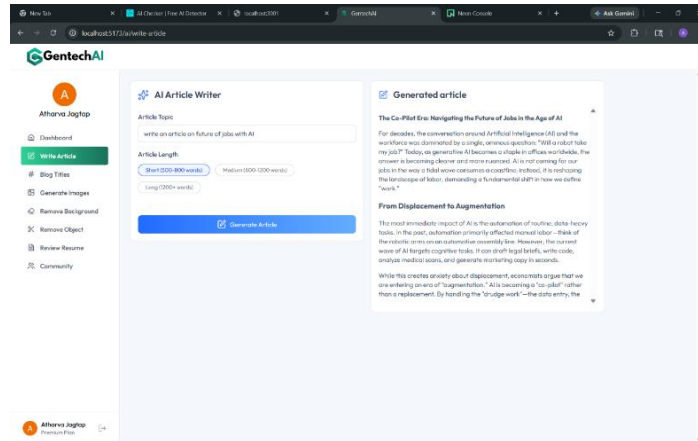 New Tab
AI Checker | Free AI Detector
localhost:3001
GentechAI
Neon Console
Ask Gemini
localhost:5173/ai/write-article
GentechAI
A
Atharva Jagtap
Dashboard
Write Article
Blog Titles
Generate Images
Remove Background
Remove Object
Review Resume
Community
A
Atharva Jagtap
Premium Plan
AI Article Writer
Article Topic
write an article on future of jobs with AI
Article Length
Short (500-800 words)
Medium (800-1200 words)
Long (1200+ words)
Generate Article
Generated article
The Co-Pilot Era: Navigating the Future of Jobs in the Age of AI
For decades, the conversation around Artificial Intelligence (AI) and the
workforce was dominated by a single, ominous question: "Will a robot take
my job?" Today, as generative AI becomes a staple in offices worldwide, the
answer is becoming clearer and more nuanced. AI is not coming for our
jobs in the way a tidal wave consumes a coastline. Instead, it is reshaping
the landscape of labor, demanding a fundamental shift in how we define
"work."
From Displacement to Augmentation
The most immediate impact of AI is the automation of routine, data-heavy
tasks. In the past, automation primarily affected manual labor—think of
the robotic arms on an automotive assembly line. However, the current
wave of AI targets cognitive tasks. It can draft legal briefs, write code,
analyze medical scans, and generate marketing copy in seconds.
While this creates anxiety about displacement, economists argue that we
are entering an era of "augmentation." AI is becoming a "co-pilot" rather
than a replacement. By handling the "drudge work"—the data entry, the